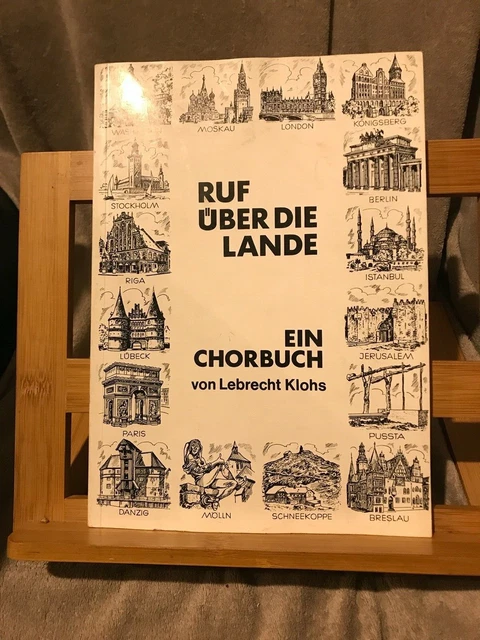 MOSKAU
LONDON
KÖNIGSBERG
STOCKHOLM
BERLIN
RUF
ÜBER DIE
LANDE
RIGA
ISTANBUL
LÜBECK
JERUSALEM
EIN
CHORBUCH
von Lebrecht Klohs
PARIS
PUSSTA
DANZIG
MÖLLN
SCHNEEKOPPE
BRESLAU